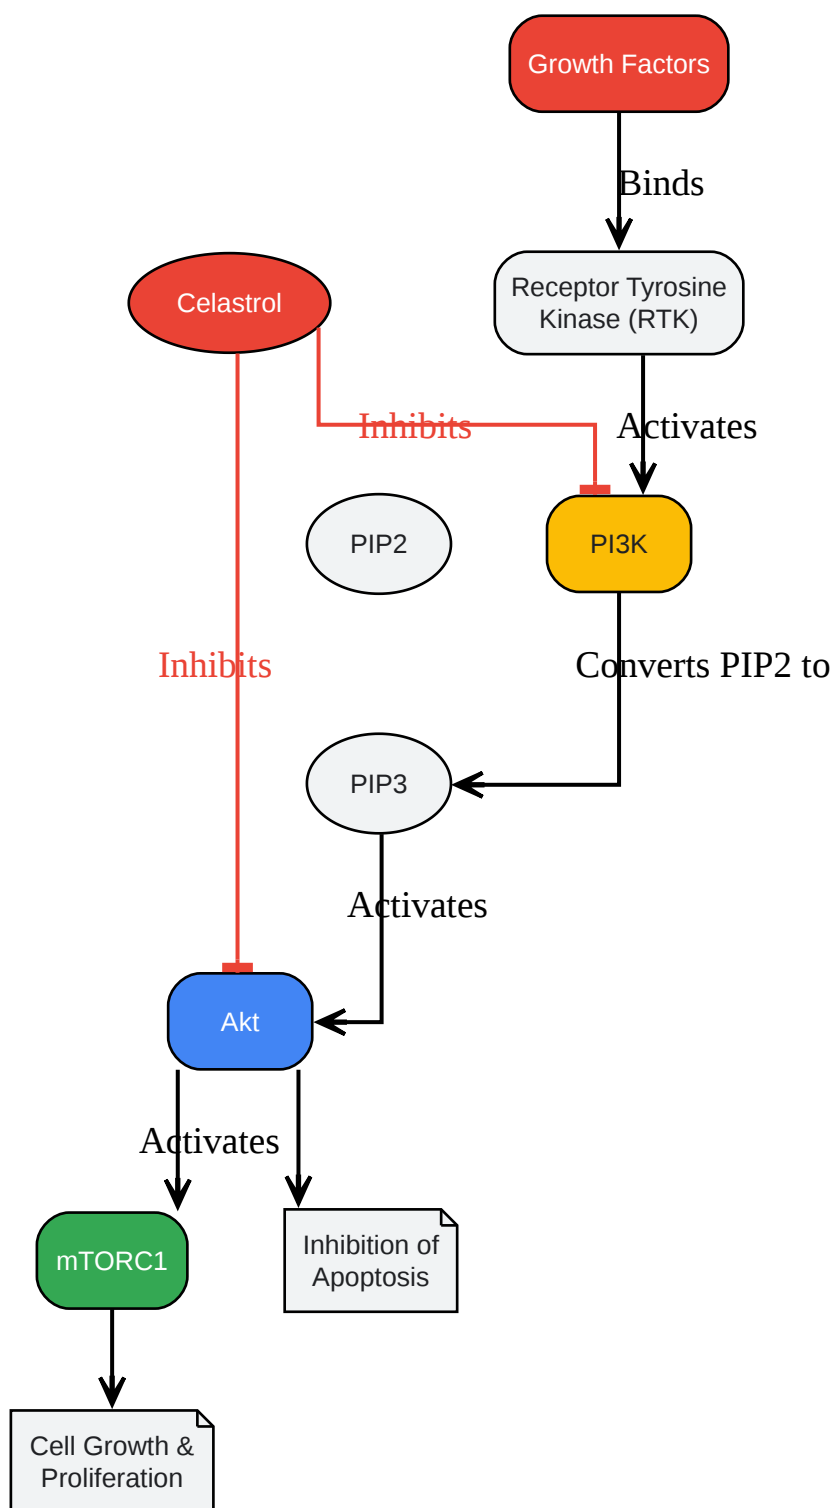 Growth Factors
Binds
Celastrol
Receptor Tyrosine
Kinase (RTK)
Inhibits
Activates
PIP2
PI3K
Inhibits
Converts PIP2 to
PIP3
Activates
Akt
Activates
mTORC1
Inhibition of
Apoptosis
Cell Growth &
Proliferation